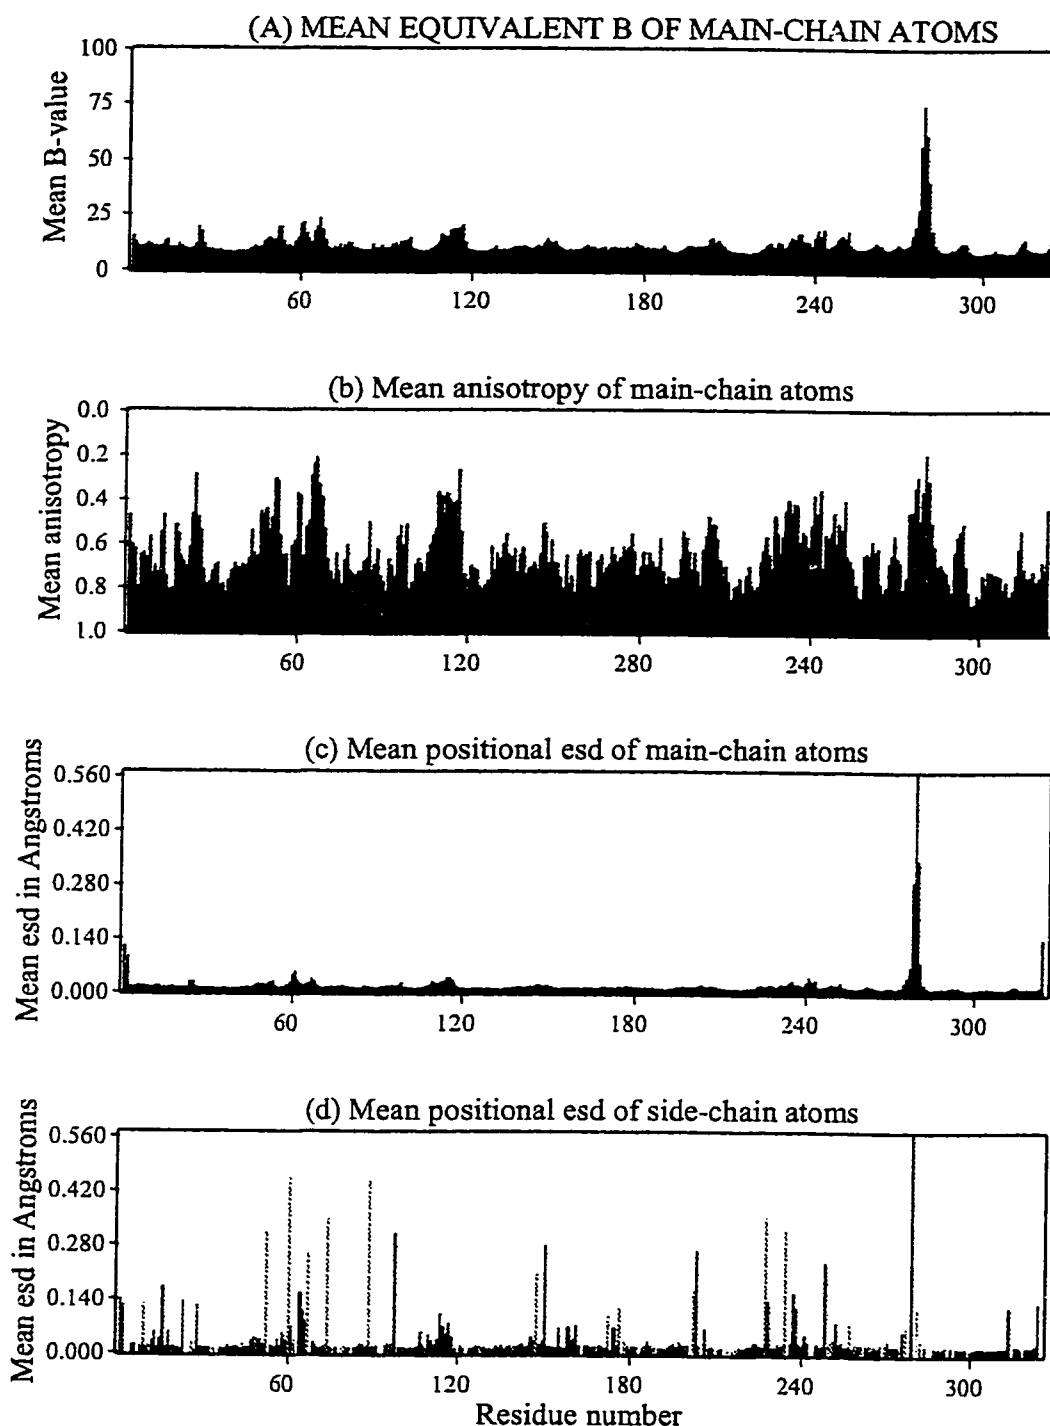 (A) MEAN EQUIVALENT B OF MAIN-CHAIN ATOMS
Mean B-value
100
75
50
25
0
60 120 180 240 300
(b) Mean anisotropy of main-chain atoms
Mean anisotropy
0.0
0.2
0.4
0.6
0.8
1.0
60 120 280 240 300
(c) Mean positional esd of main-chain atoms
Mean esd in Angstroms
0.560
0.420
0.280
0.140
0.000
60 120 180 240 300
(d) Mean positional esd of side-chain atoms
Mean esd in Angstroms
0.560
0.420
0.280
0.140
0.000
60 120 180 240 300
Residue number